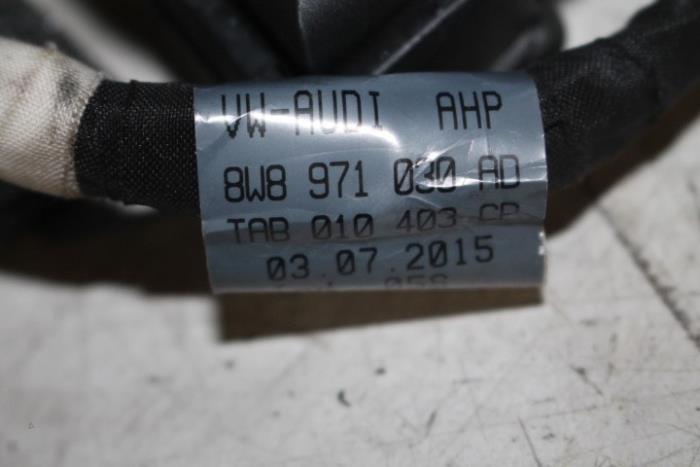 VW-AUDI AHP
8W8 971 030 AD
TAB 010 403 CP
03.07.2015